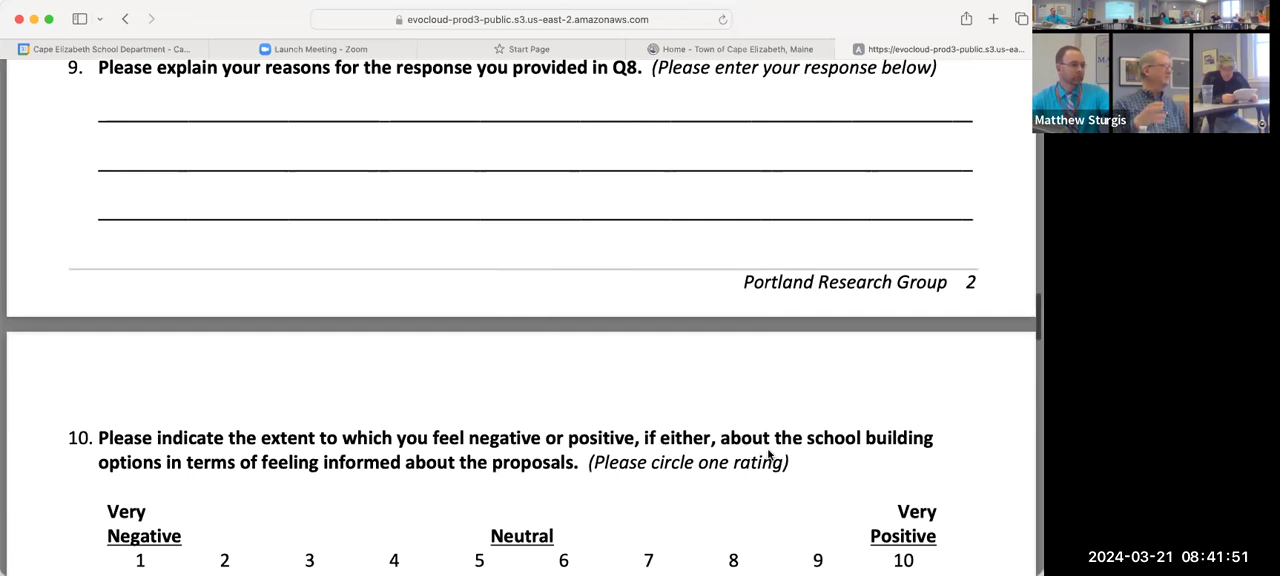 evocloud-prod3-public.s3.us-east-2.amazonaws.com
Cape Elizabeth School Department - Ca...
Launch Meeting - Zoom
Start Page
Home - Town of Cape Elizabeth, Maine
https://evocloud-prod3-public.s3.us-ea...
9. Please explain your reasons for the response you provided in Q8. (Please enter your response below)
Portland Research Group 2
10. Please indicate the extent to which you feel negative or positive, if either, about the school building
options in terms of feeling informed about the proposals. (Please circle one rating)
Very Very
Negative Neutral Positive
1 2 3 4 5 6 7 8 9 10
Matthew Sturgis
2024-03-21 08:41:51